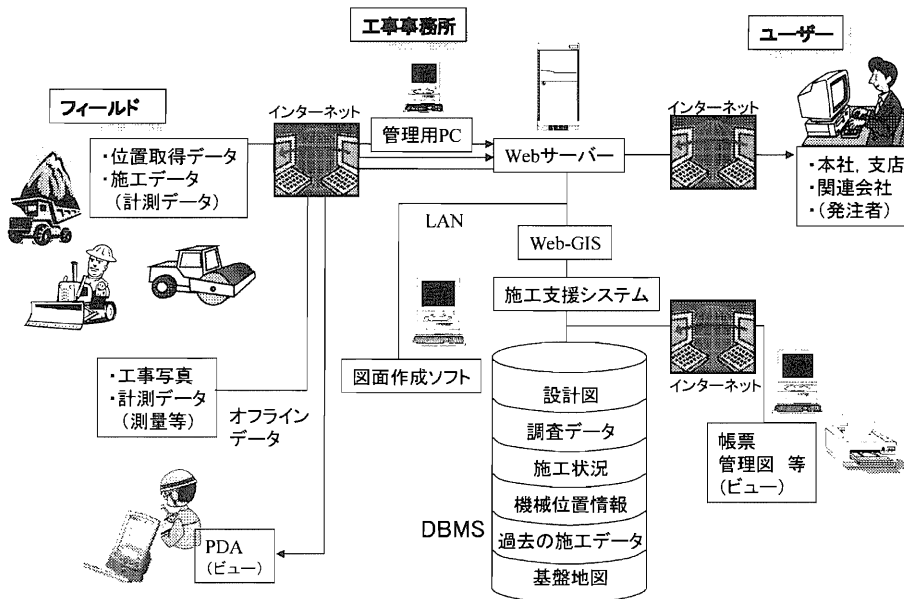 工事事務所
ユーザー
フィールド
インターネット
管理用PC
Webサーバー
インターネット
・位置取得データ
・施工データ
(計測データ)
・本社, 支店
・関連会社
・(発注者)
LAN
Web-GIS
施工支援システム
図面作成ソフト
インターネット
・工事写真
・計測データ
(測量等)
オフライン
データ
設計図
調査データ
施工状況
機械位置情報
過去の施工データ
基盤地図
DBMS
帳票
管理図 等
(ビュー)
PDA
(ビュー)